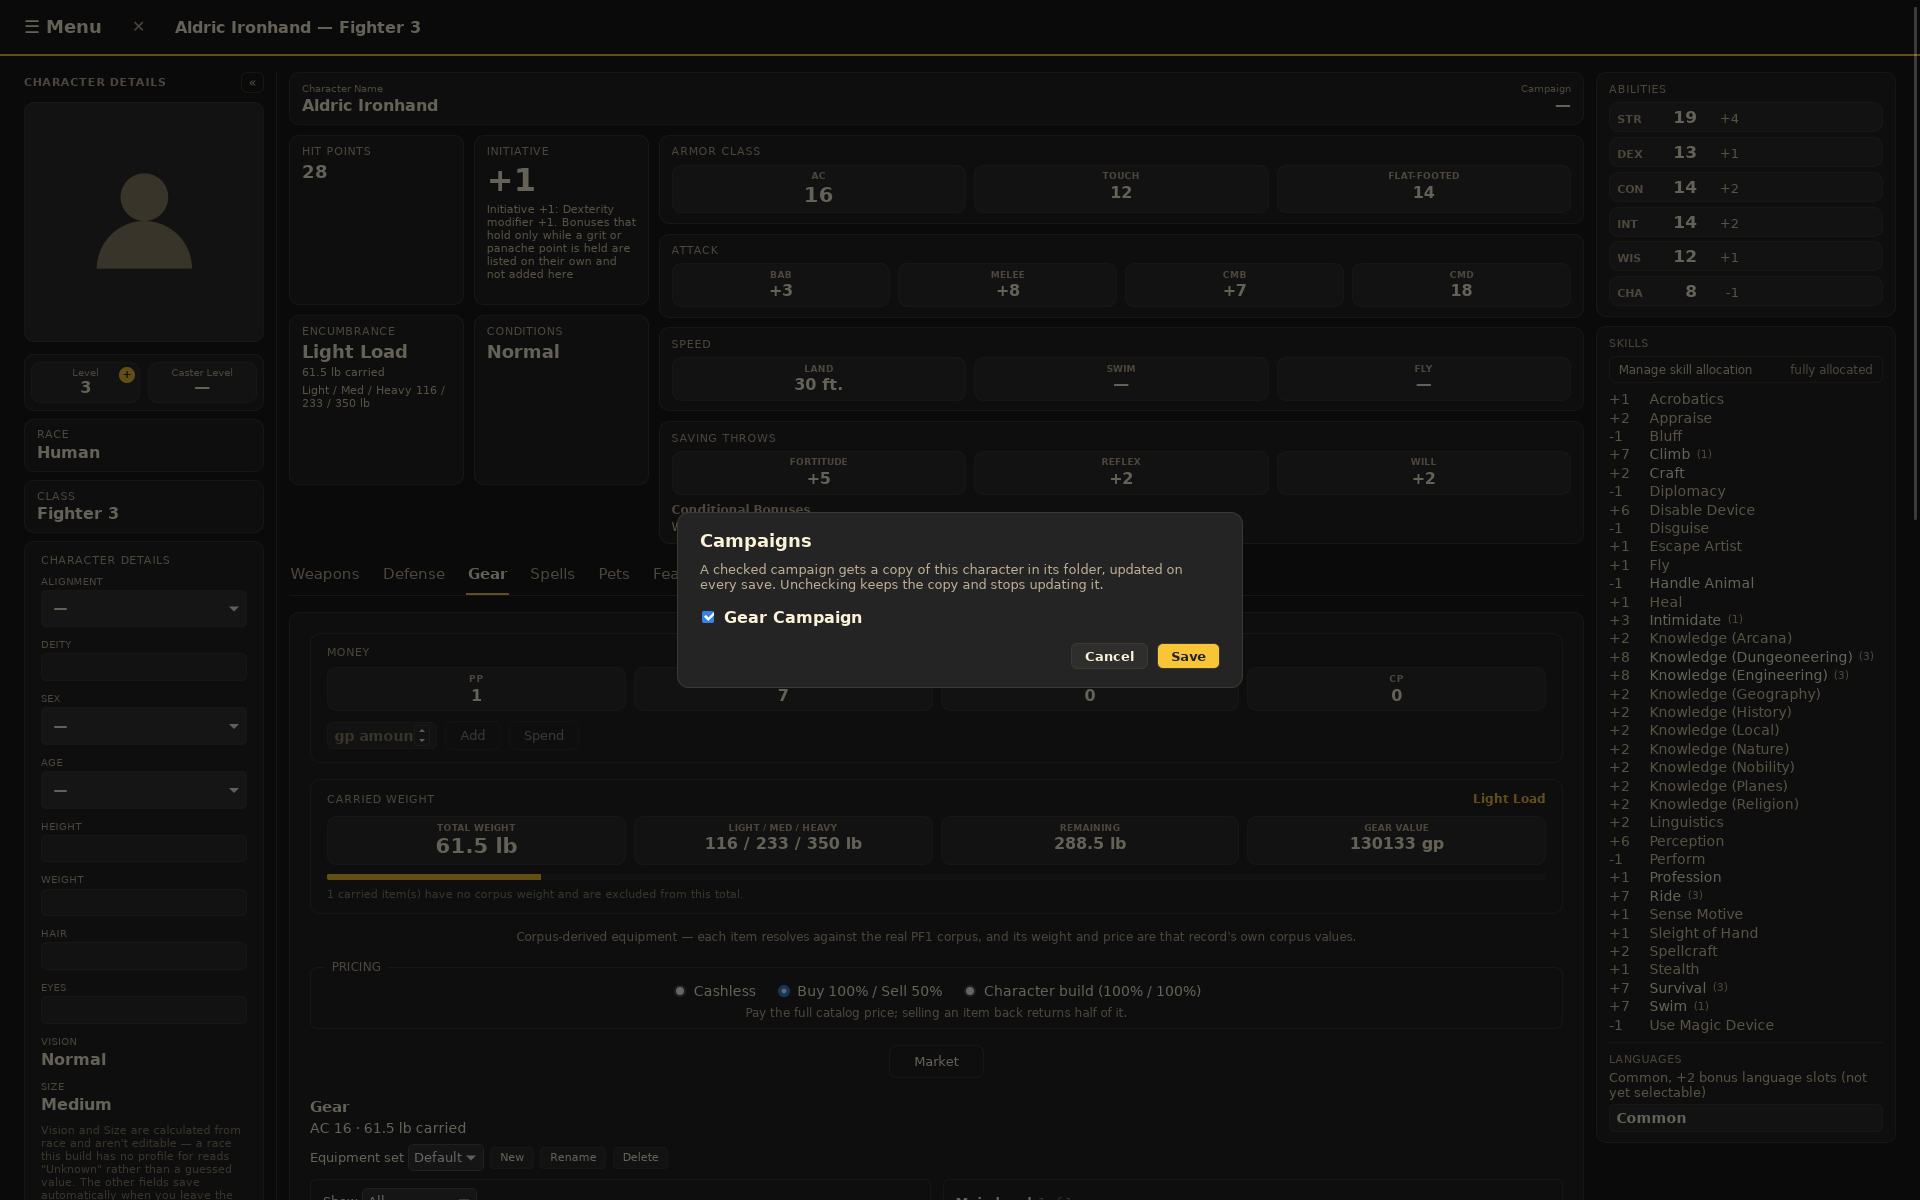 ☰ Menu
✕
Aldric Ironhand — Fighter 3
CHARACTER DETAILS
«
Level
3
+
Caster Level
—
RACE
Human
CLASS
Fighter 3
CHARACTER DETAILS
ALIGNMENT
—
DEITY
SEX
—
AGE
—
HEIGHT
WEIGHT
HAIR
EYES
VISION
Normal
SIZE
Medium
Vision and Size are calculated from
race and aren't editable — a race
this build has no profile for reads
"Unknown" rather than a guessed
value. The other fields save
automatically when you leave the
Character Name
Aldric Ironhand
Campaign
—
HIT POINTS
28
INITIATIVE
+1
Initiative +1: Dexterity
modifier +1. Bonuses that
hold only while a grit or
panache point is held are
listed on their own and
not added here
ENCUMBRANCE
Light Load
61.5 lb carried
Light / Med / Heavy 116 /
233 / 350 lb
CONDITIONS
Normal
ARMOR CLASS
AC
16
TOUCH
12
FLAT-FOOTED
14
ATTACK
BAB
+3
MELEE
+8
CMB
+7
CMD
18
SPEED
LAND
30 ft.
SWIM
—
FLY
—
SAVING THROWS
FORTITUDE
+5
REFLEX
+2
WILL
+2
Conditional Bonuses
Weapons
Defense
Gear
Spells
Pets
Fea
Campaigns
A checked campaign gets a copy of this character in its folder, updated on
every save. Unchecking keeps the copy and stops updating it.
Gear Campaign
Cancel
Save
MONEY
PP
1
7
0
CP
0
gp amoun
Add
Spend
CARRIED WEIGHT
Light Load
TOTAL WEIGHT
61.5 lb
LIGHT / MED / HEAVY
116 / 233 / 350 lb
REMAINING
288.5 lb
GEAR VALUE
130133 gp
1 carried item(s) have no corpus weight and are excluded from this total.
Corpus-derived equipment — each item resolves against the real PF1 corpus, and its weight and price are that record's own corpus values.
PRICING
Cashless
Buy 100% / Sell 50%
Character build (100% / 100%)
Pay the full catalog price; selling an item back returns half of it.
Market
Gear
AC 16 · 61.5 lb carried
Equipment set
Default
New
Rename
Delete
Show
All
ABILITIES
STR 19 +4
DEX 13 +1
CON 14 +2
INT 14 +2
WIS 12 +1
CHA 8 -1
SKILLS
Manage skill allocation
fully allocated
+1 Acrobatics
+2 Appraise
-1 Bluff
+7 Climb (1)
+2 Craft
-1 Diplomacy
+6 Disable Device
-1 Disguise
+1 Escape Artist
+1 Fly
-1 Handle Animal
+1 Heal
+3 Intimidate (1)
+2 Knowledge (Arcana)
+8 Knowledge (Dungeoneering) (3)
+8 Knowledge (Engineering) (3)
+2 Knowledge (Geography)
+2 Knowledge (History)
+2 Knowledge (Local)
+2 Knowledge (Nature)
+2 Knowledge (Nobility)
+2 Knowledge (Planes)
+2 Knowledge (Religion)
+2 Linguistics
+6 Perception
-1 Perform
+1 Profession
+7 Ride (3)
+1 Sense Motive
+1 Sleight of Hand
+2 Spellcraft
+1 Stealth
+7 Survival (3)
+7 Swim (1)
-1 Use Magic Device
LANGUAGES
Common, +2 bonus language slots (not
yet selectable)
Common